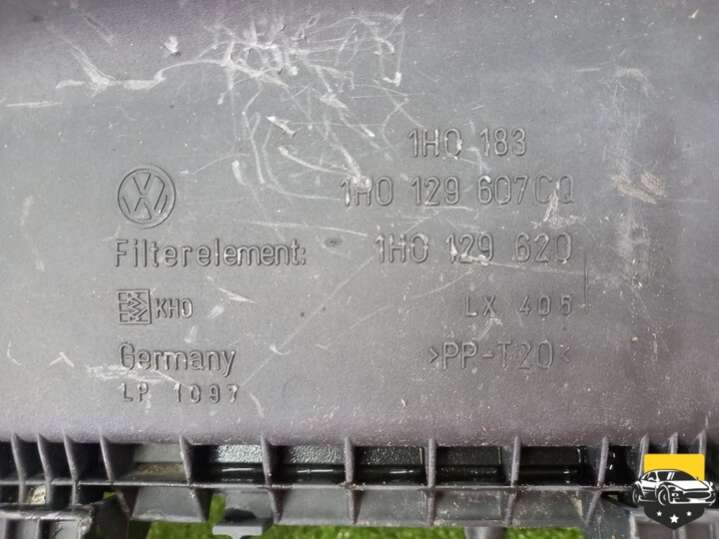 1H0 183
1H0 129 607CQ
Filterelement: 1H0 129 620
KHD LX 405
Germany >PP-T20<
LP 1097